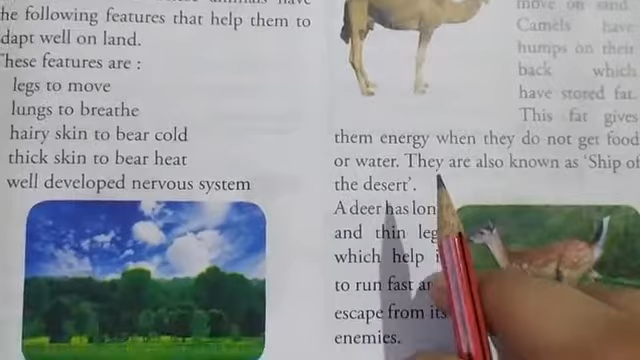 he following features that help them to
dapt well on land.
These features are :
legs to move
lungs to breathe
hairy skin to bear cold
thick skin to bear heat
well developed nervous system
move on sand
Camels have
humps on their
back which
have stored fat.
This fat gives
them energy when they do not get food
or water. They are also known as 'Ship of
the desert'.
A deer has lon
and thin leg
which help i
to run fast an
escape from its
enemies.